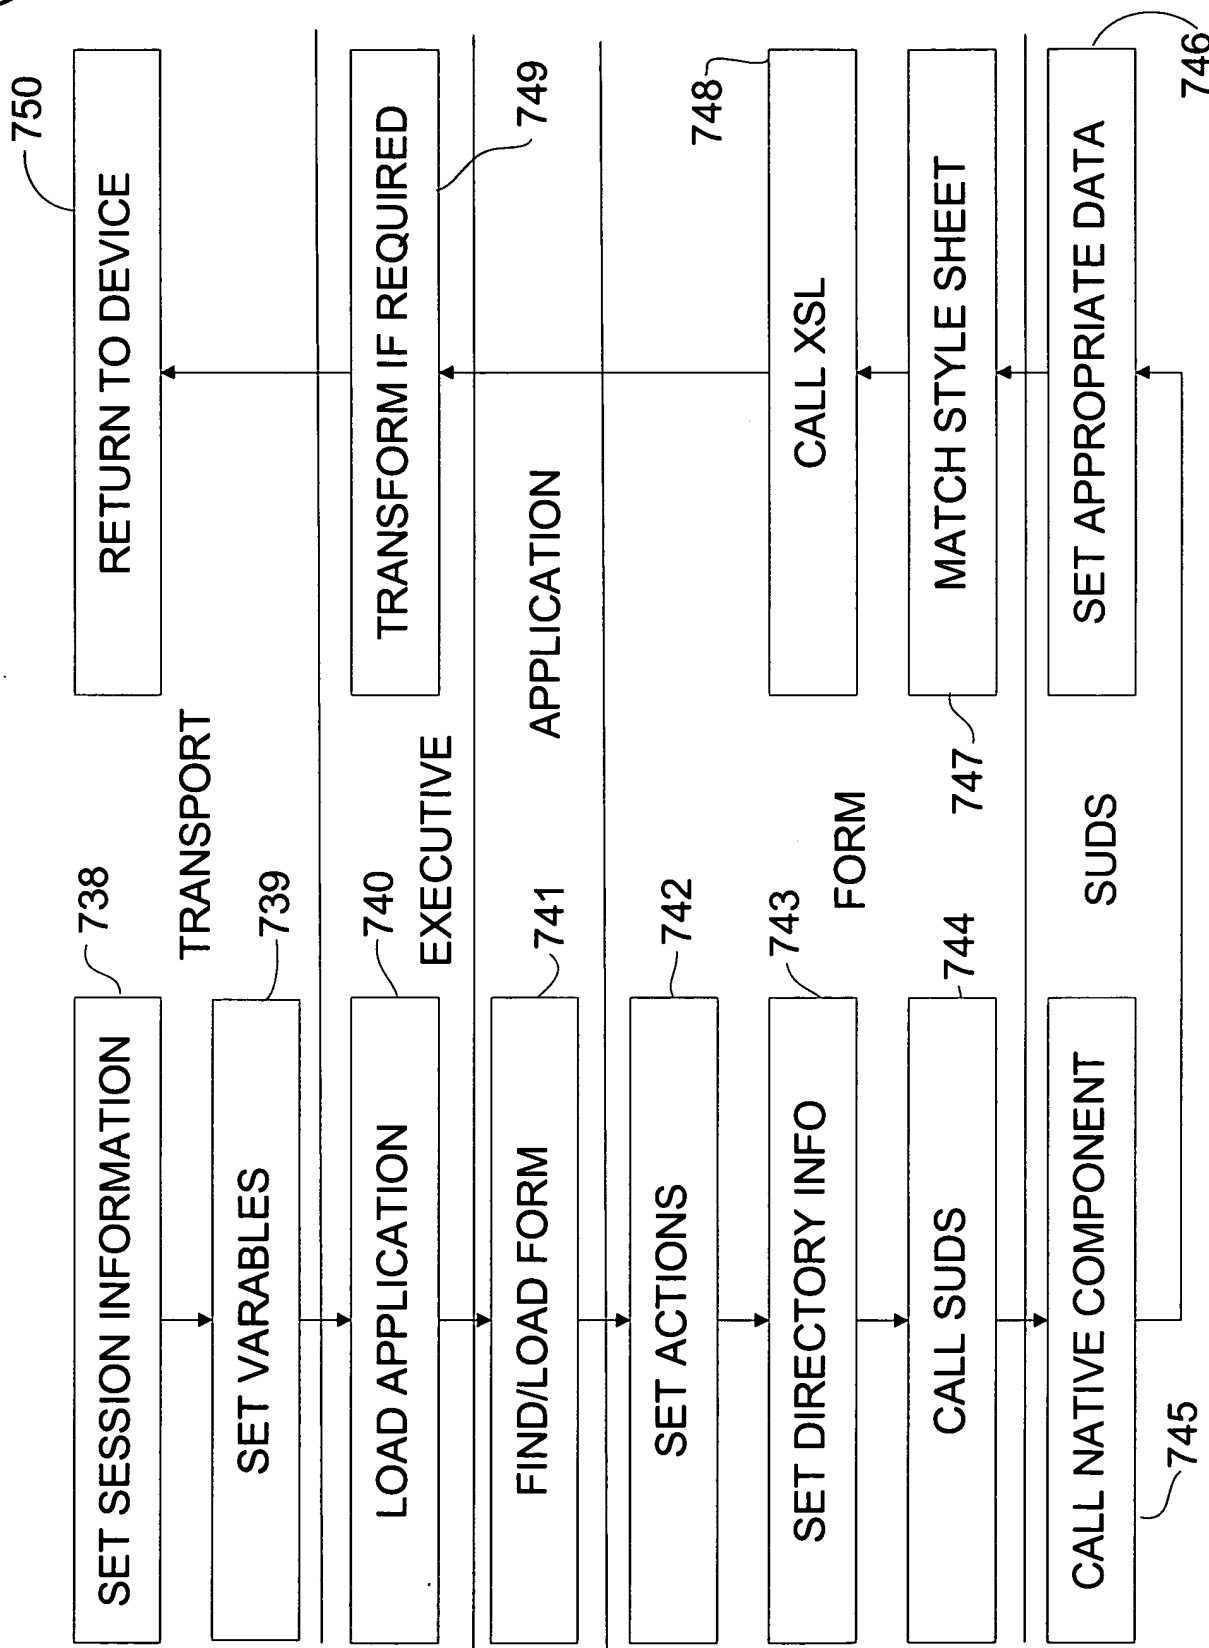 SET SESSION INFORMATION
738
TRANSPORT
SET VARABLES
739
LOAD APPLICATION
740
EXECUTIVE
FIND/LOAD FORM
741
APPLICATION
SET ACTIONS
742
SET DIRECTORY INFO
743
FORM
CALL SUDS
744
CALL NATIVE COMPONENT
745
SUDS
SET APPROPRIATE DATA
746
MATCH STYLE SHEET
747
CALL XSL
748
TRANSFORM IF REQUIRED
749
RETURN TO DEVICE
750